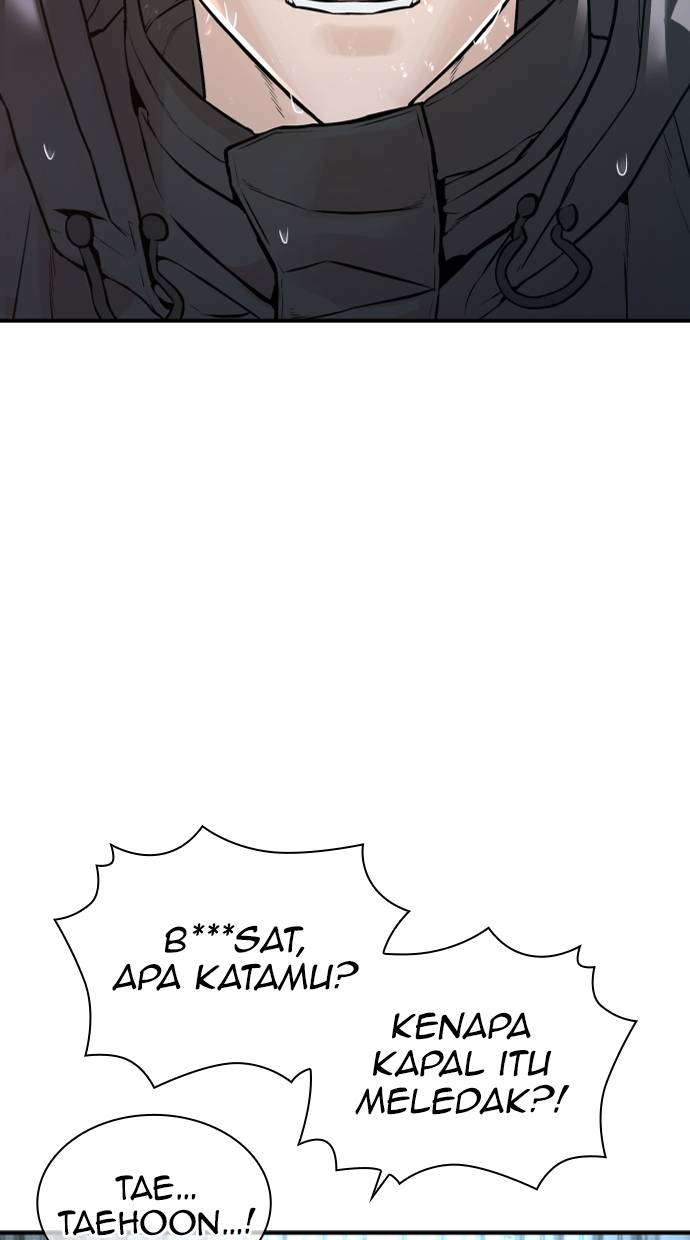 B***SAT,
APA KATAMU?
KENAPA
KAPAL ITU
MELEDAK?!
TAE...
TAEHOON...!